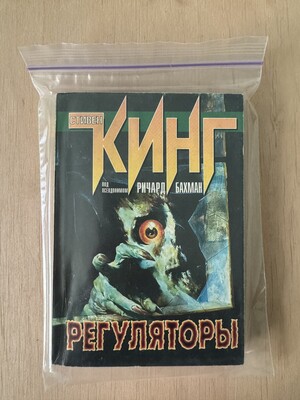 СТИВЕН
КИНГ
под псевдонимом РИЧАРД БАХМАН
РЕГУЛЯТОРЫ